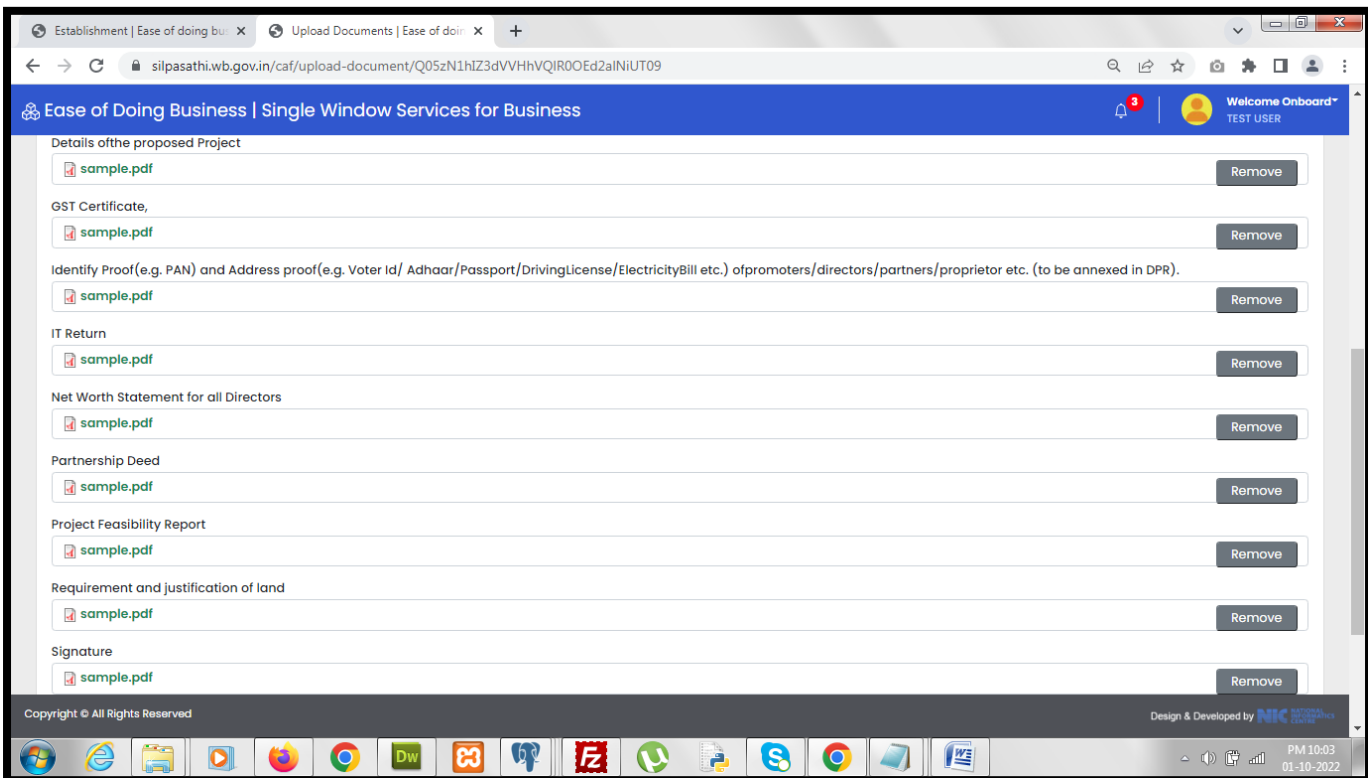 Establishment | Ease of doing bus
Upload Documents | Ease of doin
silpasathi.wb.gov.in/caf/upload-document/Q05zN1hIZ3dVVHhVQlR0OEd2alNiUT09
Ease of Doing Business | Single Window Services for Business
3
Welcome Onboard
TEST USER
Details ofthe proposed Project
sample.pdf
Remove
GST Certificate,
sample.pdf
Remove
Identify Proof(e.g. PAN) and Address proof(e.g. Voter Id/ Adhaar/Passport/DrivingLicense/ElectricityBill etc.) ofpromoters/directors/partners/proprietor etc. (to be annexed in DPR).
sample.pdf
Remove
IT Return
sample.pdf
Remove
Net Worth Statement for all Directors
sample.pdf
Remove
Partnership Deed
sample.pdf
Remove
Project Feasibility Report
sample.pdf
Remove
Requirement and justification of land
sample.pdf
Remove
Signature
sample.pdf
Remove
Copyright © All Rights Reserved
Design & Developed by NIC NATIONAL INFORMATICS CENTRE
Dw
PM 10:03
01-10-2022